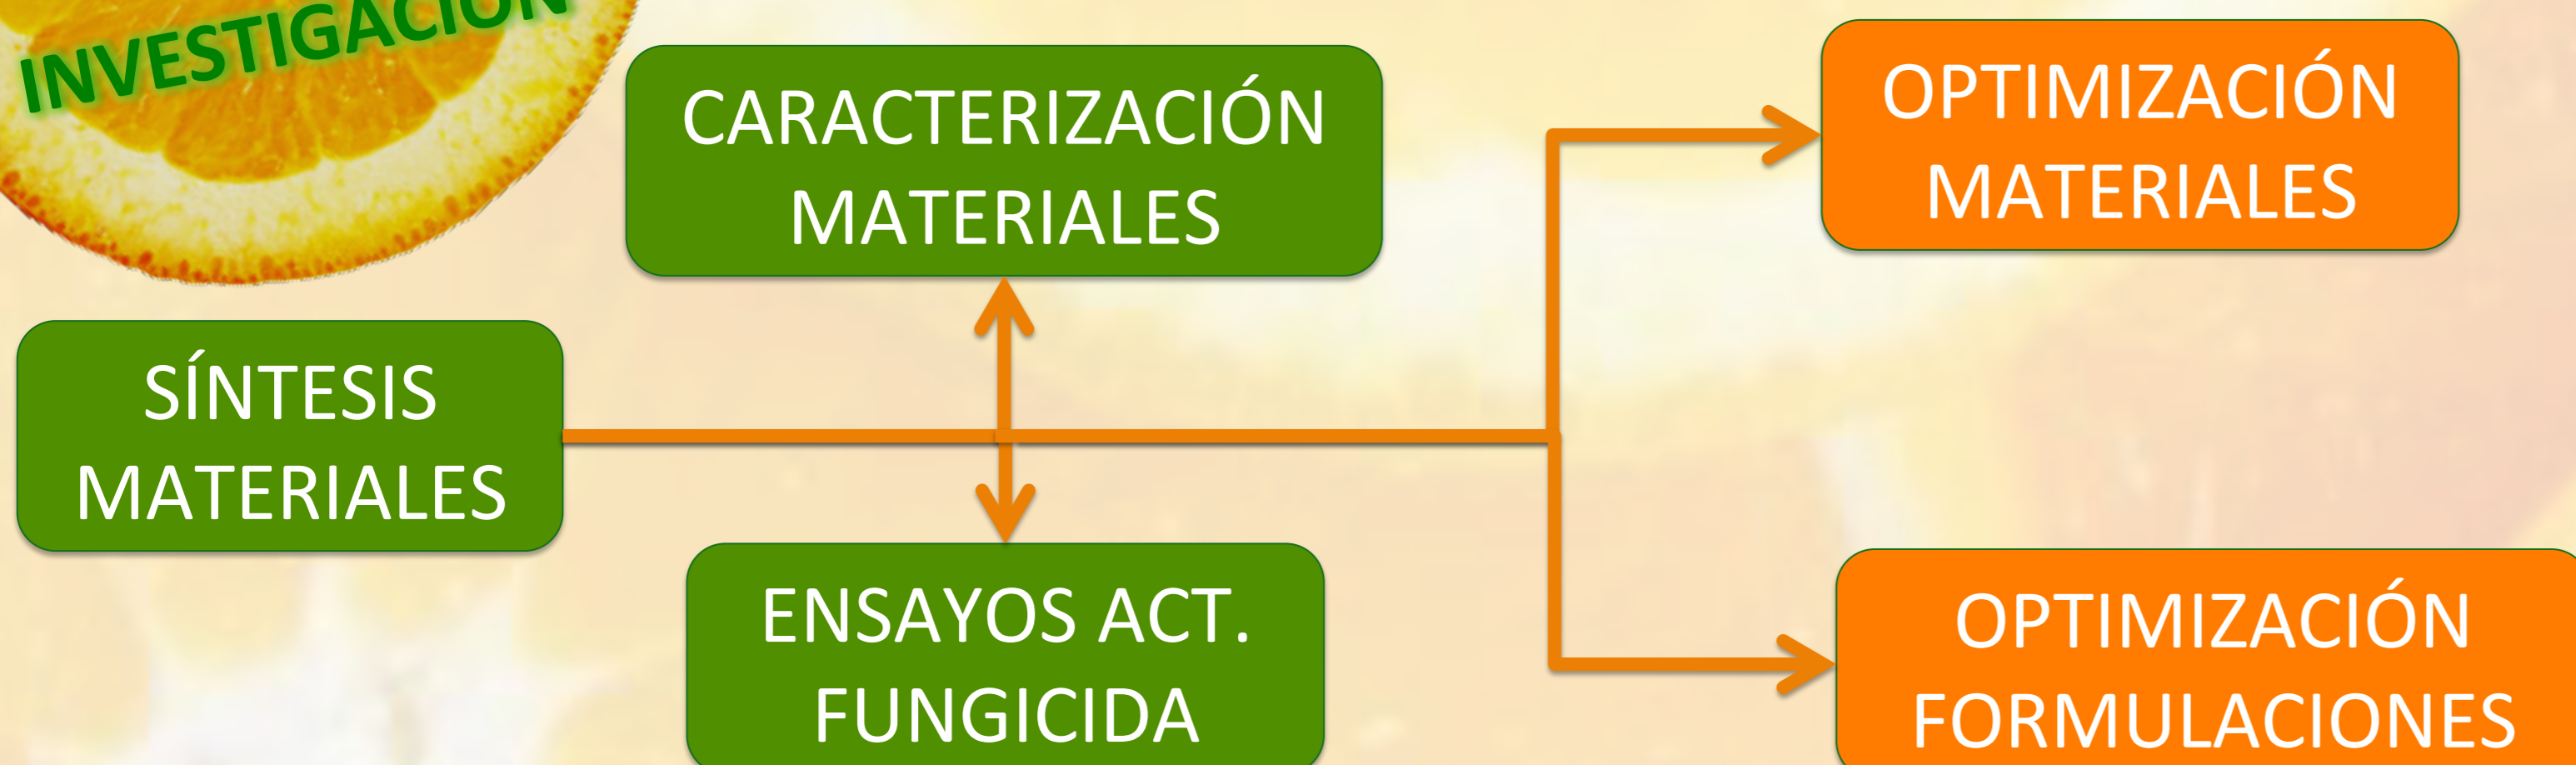 INVESTIGACIÓN
CARACTERIZACIÓN
MATERIALES
OPTIMIZACIÓN
MATERIALES
SÍNTESIS
MATERIALES
ENSAYOS ACT.
FUNGICIDA
OPTIMIZACIÓN
FORMULACIONES